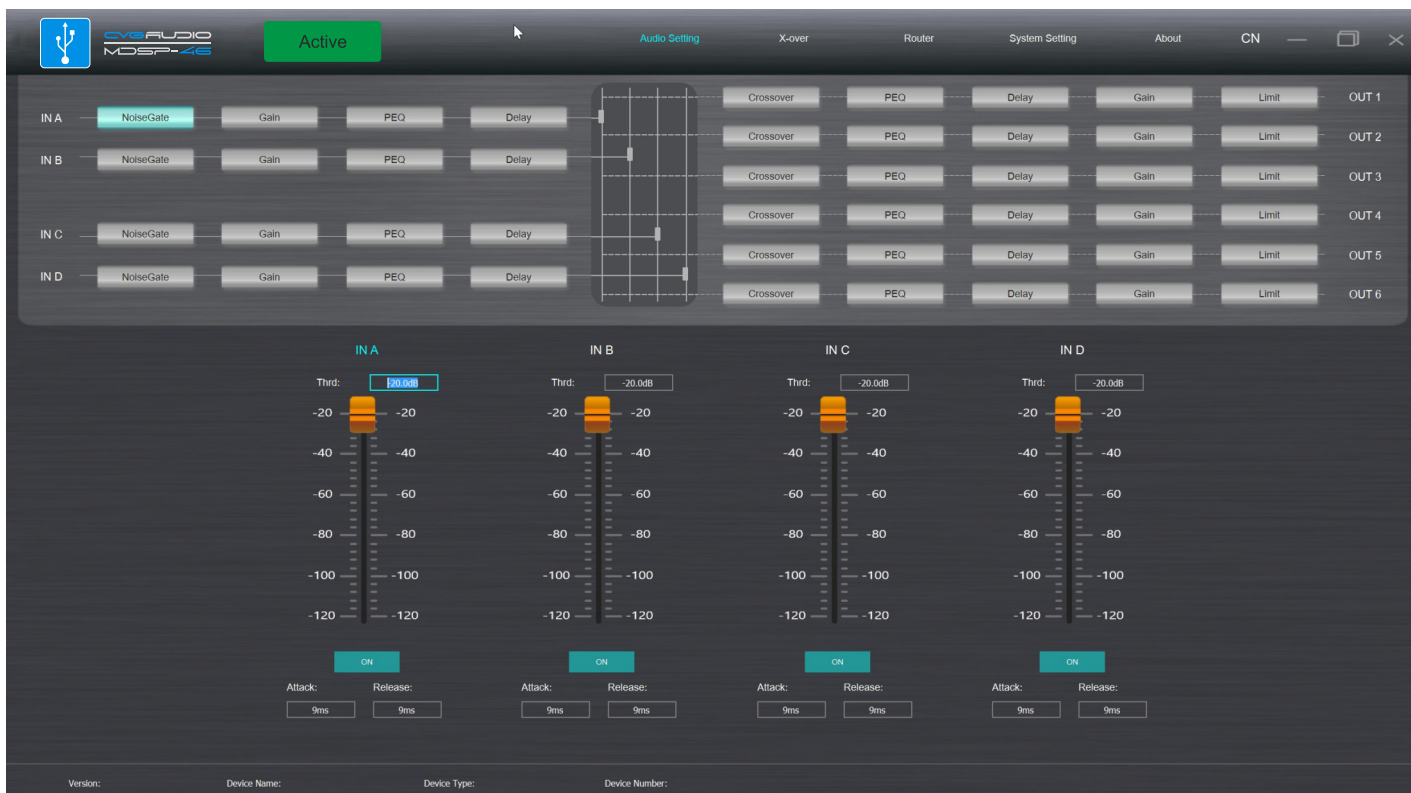 CVGAUDIO
MDSP-46
Active
Audio Setting X-over Router System Setting About CN
Crossover PEQ Delay Gain Limit OUT 1
IN A NoiseGate Gain PEQ Delay
Crossover PEQ Delay Gain Limit OUT 2
IN B NoiseGate Gain PEQ Delay
Crossover PEQ Delay Gain Limit OUT 3
Crossover PEQ Delay Gain Limit OUT 4
IN C NoiseGate Gain PEQ Delay
Crossover PEQ Delay Gain Limit OUT 5
IN D NoiseGate Gain PEQ Delay
Crossover PEQ Delay Gain Limit OUT 6
IN A IN B IN C IN D
Thrd: -20.0dB Thrd: -20.0dB Thrd: -20.0dB Thrd: -20.0dB
-20 -20 -20 -20 -20 -20 -20 -20
-40 -40 -40 -40 -40 -40 -40 -40
-60 -60 -60 -60 -60 -60 -60 -60
-80 -80 -80 -80 -80 -80 -80 -80
-100 -100 -100 -100 -100 -100 -100 -100
-120 -120 -120 -120 -120 -120 -120 -120
ON ON ON ON
Attack: Release: Attack: Release: Attack: Release: Attack: Release:
9ms 9ms 9ms 9ms 9ms 9ms 9ms 9ms
Version: Device Name: Device Type: Device Number: